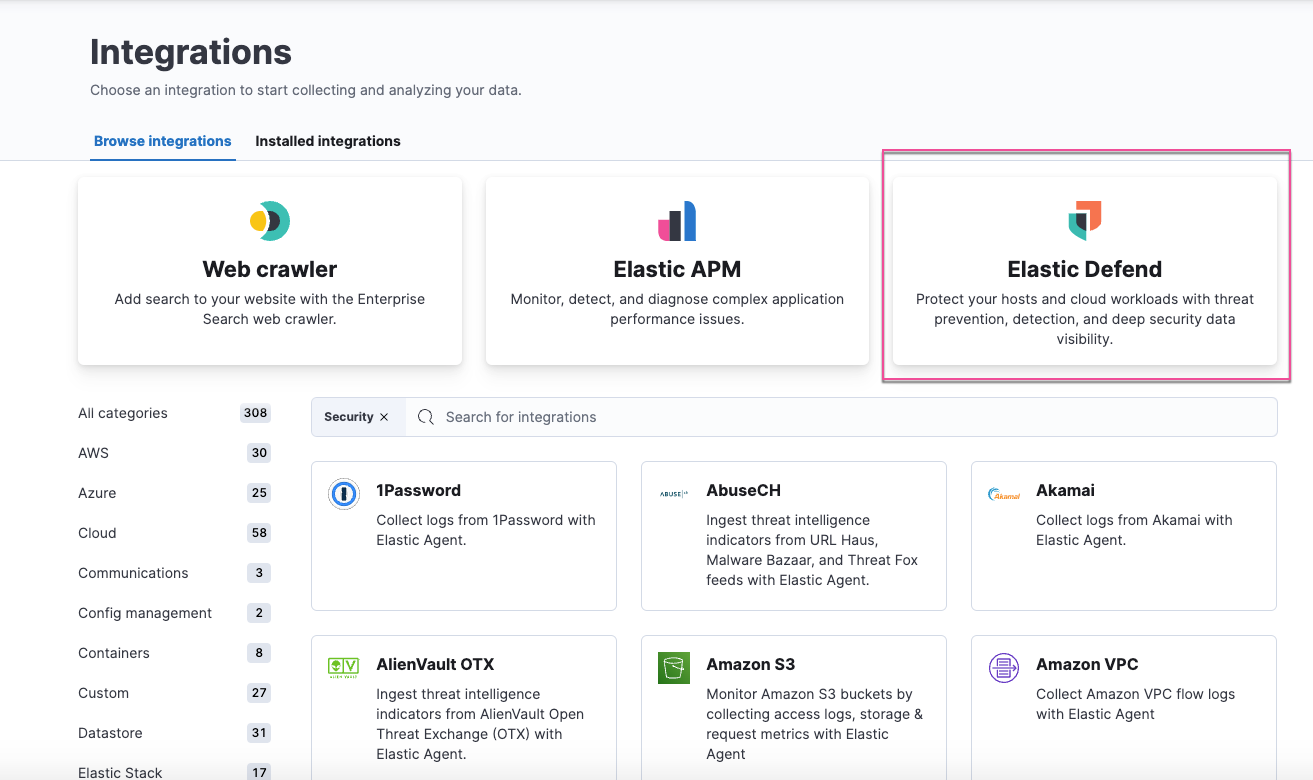 Integrations
Choose an integration to start collecting and analyzing your data.
Browse integrations
Installed integrations
Web crawler
Add search to your website with the Enterprise
Search web crawler.
Elastic APM
Monitor, detect, and diagnose complex application
performance issues.
Elastic Defend
Protect your hosts and cloud workloads with threat
prevention, detection, and deep security data
visibility.
All categories 308
AWS 30
Azure 25
Cloud 58
Communications 3
Config management 2
Containers 8
Custom 27
Datastore 31
Elastic Stack 17
Security ×
Search for integrations
1Password
Collect logs from 1Password with
Elastic Agent.
ABUSE
AbuseCH
Ingest threat intelligence
indicators from URL Haus,
Malware Bazaar, and Threat Fox
feeds with Elastic Agent.
Akamai
Akamai
Collect logs from Akamai with
Elastic Agent.
ALIEN VAULT
AlienVault OTX
Ingest threat intelligence
indicators from AlienVault Open
Threat Exchange (OTX) with
Elastic Agent.
Amazon S3
Monitor Amazon S3 buckets by
collecting access logs, storage &
request metrics with Elastic
Agent
Amazon VPC
Collect Amazon VPC flow logs
with Elastic Agent